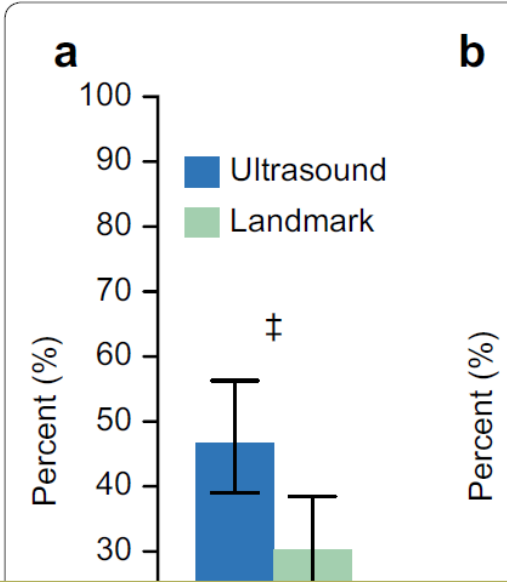 a
b
100
90
80
70
60
50
40
30
Percent (%)
Ultrasound
Landmark
‡
Percent (%)